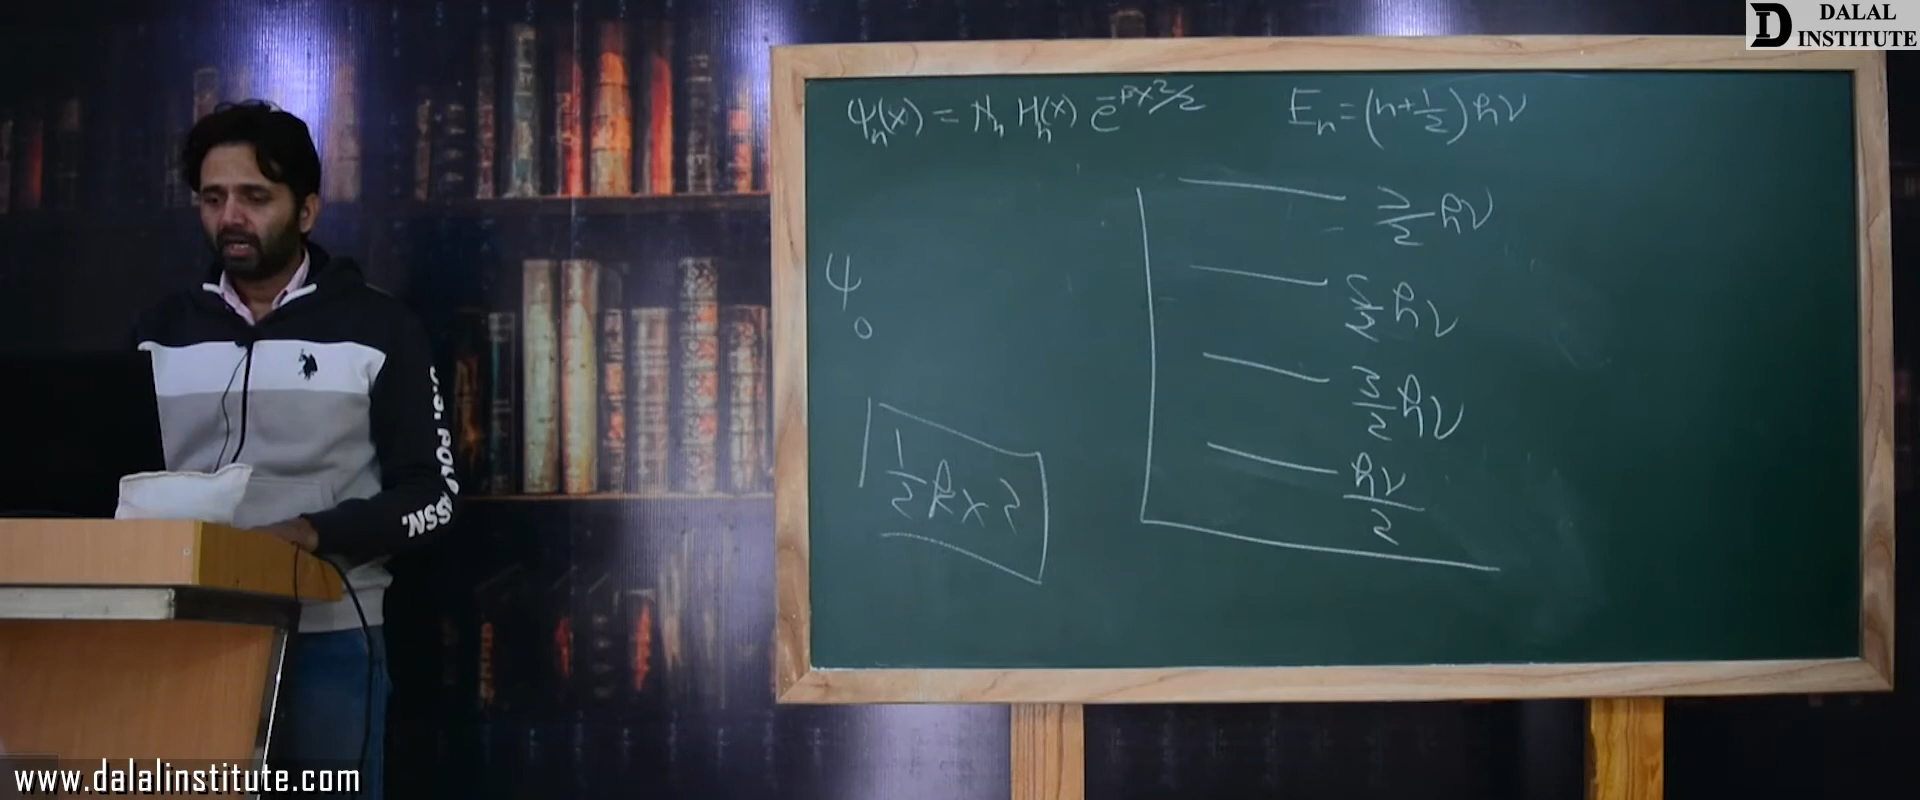 DALAL
INSTITUTE
ψₙ(x) = Nₙ Hₙ(x) e^{-βx²/2}
Eₙ = (n + 1/2) hν
7/2 hν
5/2 hν
3/2 hν
hν/2
ψ₀
1/2 kx²
U.S. POLO ASSN.
www.dalalinstitute.com